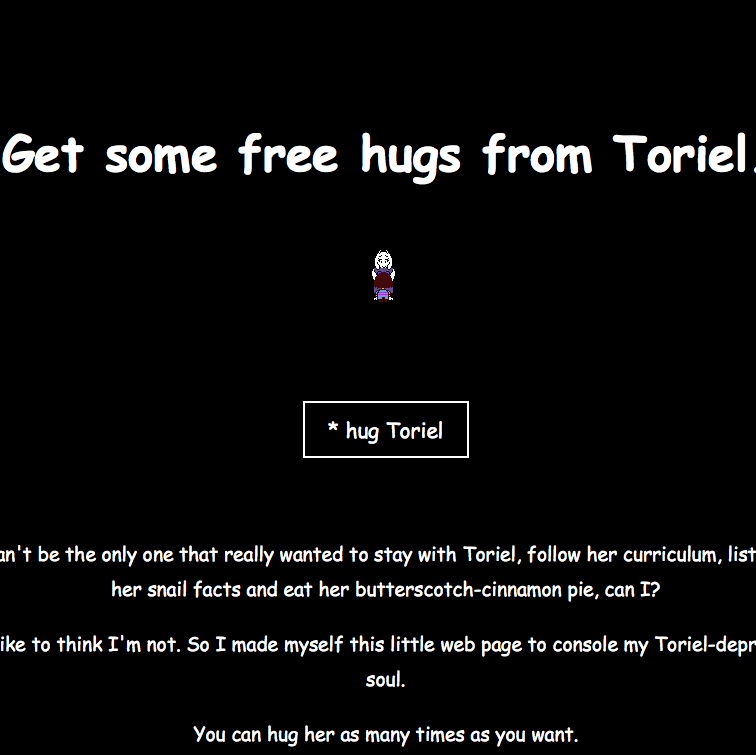 Get some free hugs from Toriel.
* hug Toriel
an't be the only one that really wanted to stay with Toriel, follow her curriculum, list
her snail facts and eat her butterscotch-cinnamon pie, can I?
ike to think I'm not. So I made myself this little web page to console my Toriel-depr
soul.
You can hug her as many times as you want.